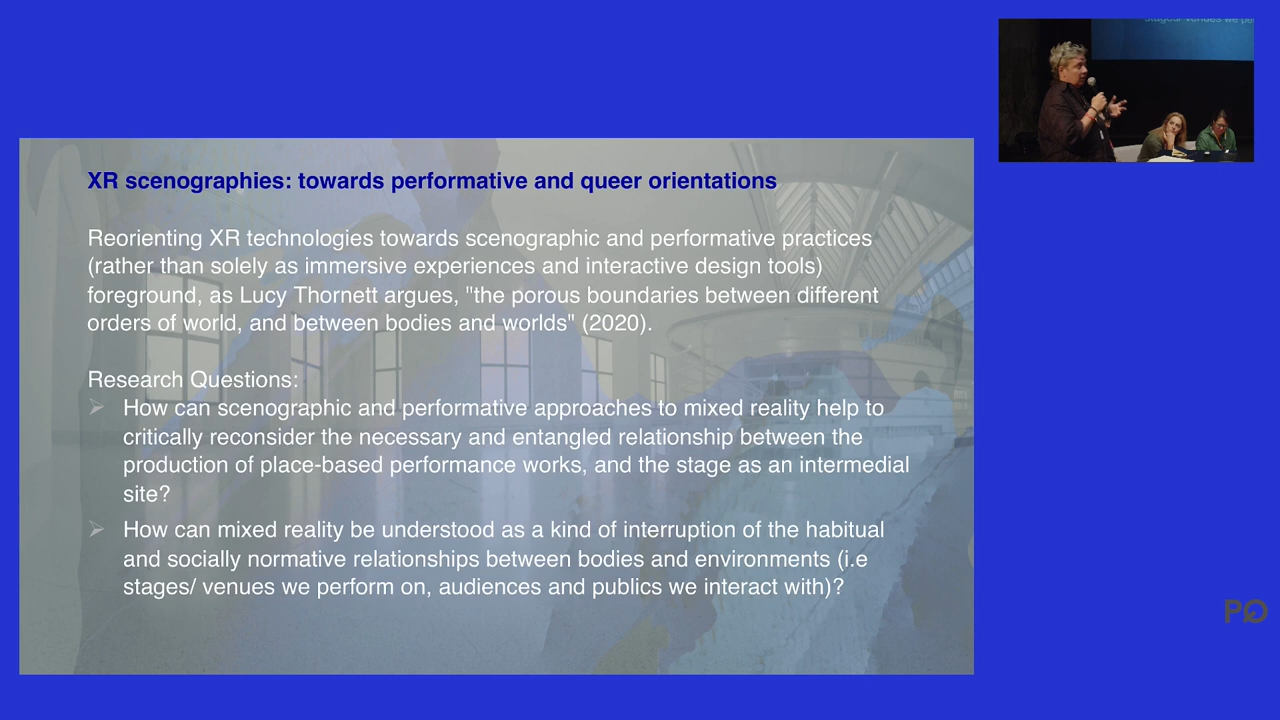 XR scenographies: towards performative and queer orientations
Reorienting XR technologies towards scenographic and performative practices
(rather than solely as immersive experiences and interactive design tools)
foreground, as Lucy Thornett argues, "the porous boundaries between different
orders of world, and between bodies and worlds" (2020).
Research Questions:
How can scenographic and performative approaches to mixed reality help to
critically reconsider the necessary and entangled relationship between the
production of place-based performance works, and the stage as an intermedial
site?
How can mixed reality be understood as a kind of interruption of the habitual
and socially normative relationships between bodies and environments (i.e
stages/ venues we perform on, audiences and publics we interact with)?
PQ